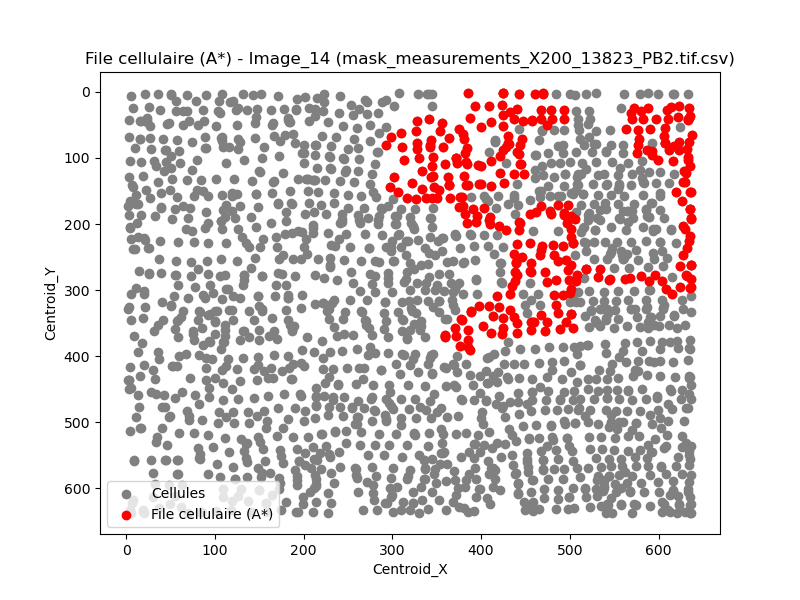 File cellulaire (A*) - Image_14 (mask_measurements_X200_13823_PB2.tif.csv)
0
100
200
300
400
500
600
Centroid_Y
Cellules
File cellulaire (A*)
0 100 200 300 400 500 600
Centroid_X